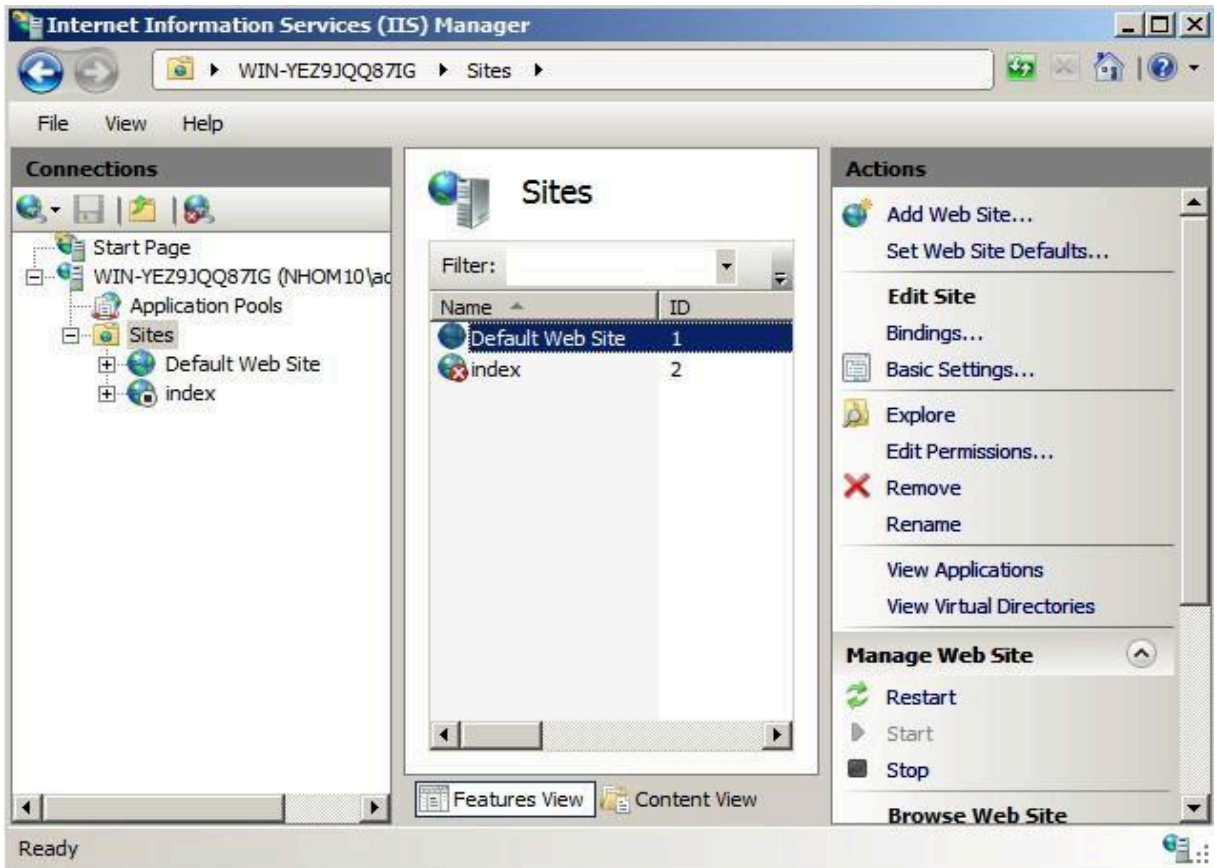 Internet Information Services (IIS) Manager
WIN-YEZ9JQQ87IG Sites
File View Help
Connections
Start Page
WIN-YEZ9JQQ87IG (NHOM10\ad
Application Pools
Sites
Default Web Site
index
Sites
Filter:
Name ID
Default Web Site 1
index 2
Features View Content View
Actions
Add Web Site...
Set Web Site Defaults...
Edit Site
Bindings...
Basic Settings...
Explore
Edit Permissions...
Remove
Rename
View Applications
View Virtual Directories
Manage Web Site
Restart
Start
Stop
Browse Web Site
Ready